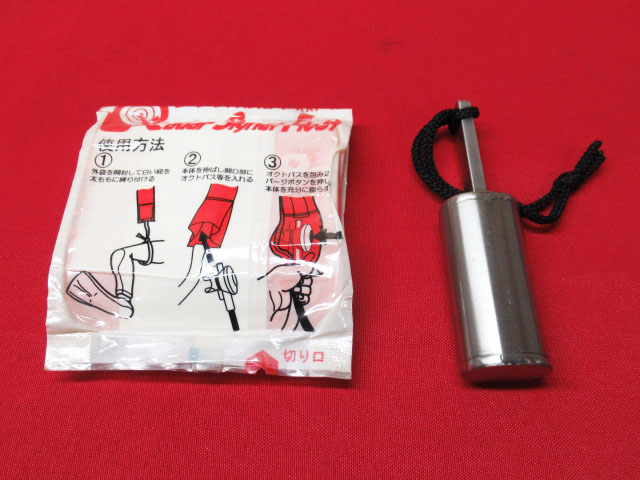 使用方法
①
外袋を開封して白い紐を
太ももに縛り付ける
②
本体を伸ばし開口部に
オクトパス等を入れる
③
オクトパスを包み込
パージボタンを押し
本体を充分に膨らす
切り口